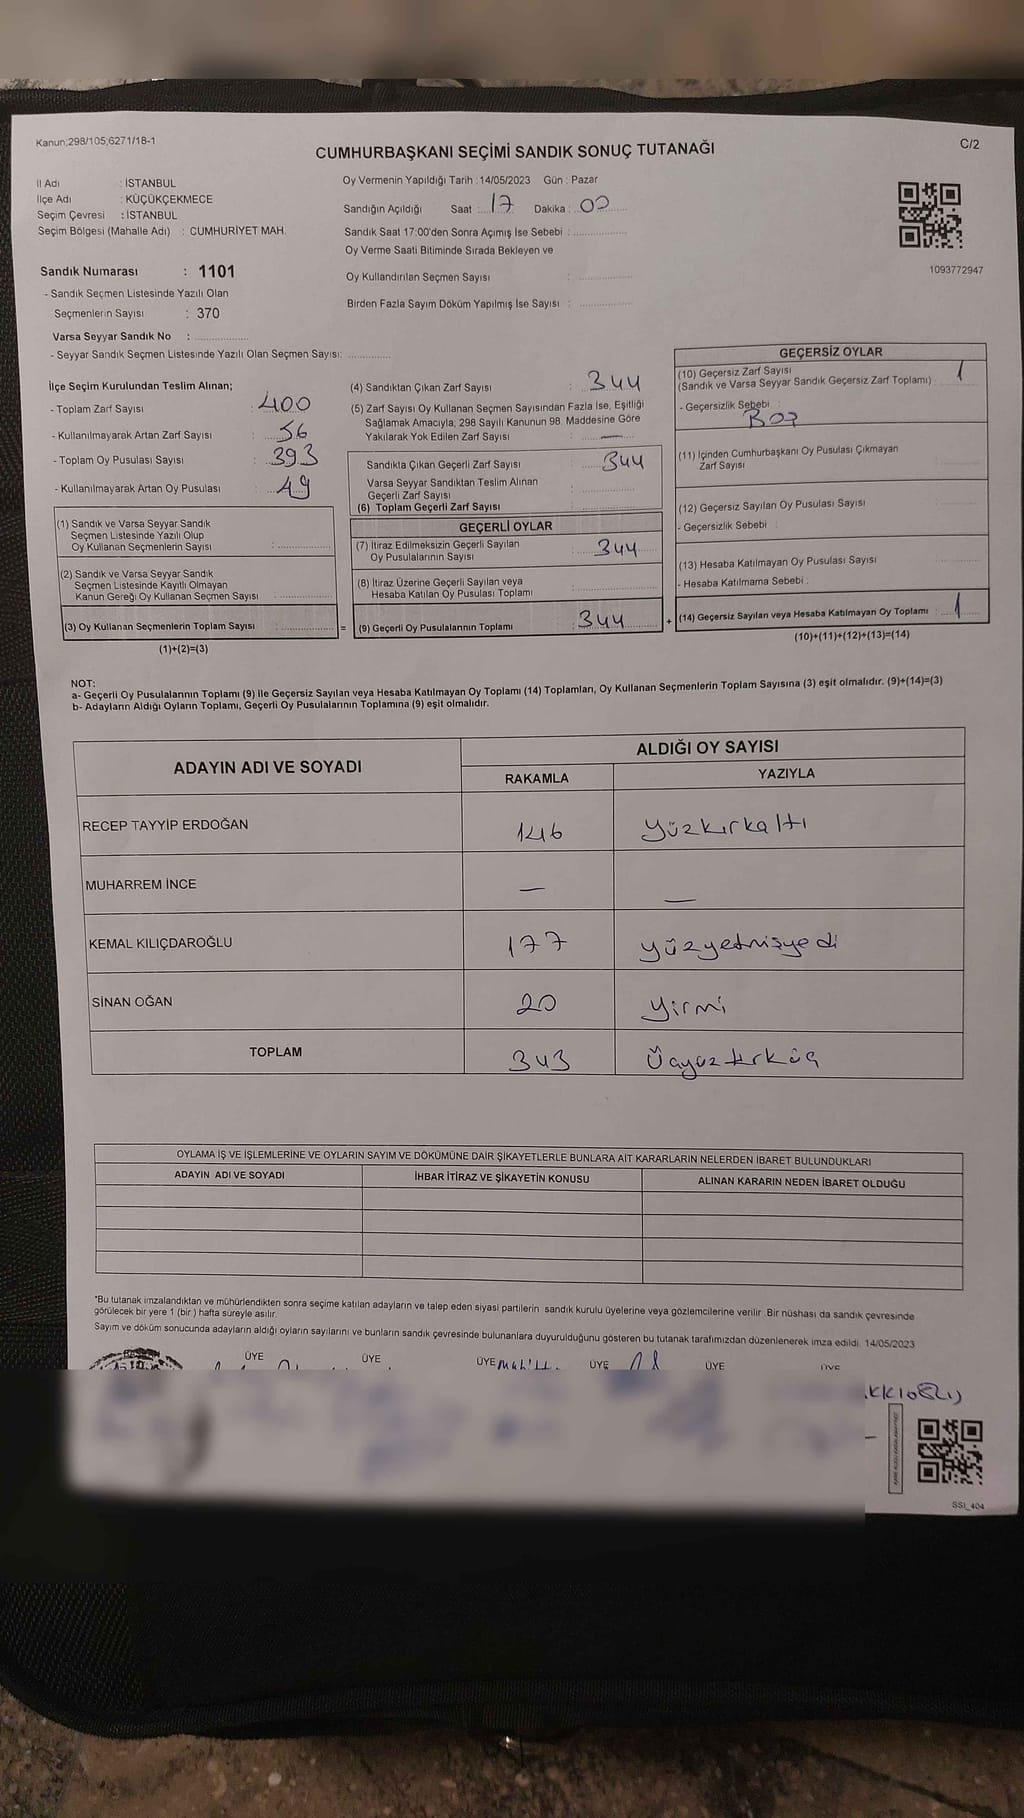 Kanun;298/105;6271/18-1
C/2
CUMHURBAŞKANI SEÇİMİ SANDIK SONUÇ TUTANAĞI
İl Adı : İSTANBUL
İlçe Adı : KÜÇÜKÇEKMECE
Seçim Çevresi : İSTANBUL
Seçim Bölgesi (Mahalle Adı) : CUMHURİYET MAH.
Oy Vermenin Yapıldığı Tarih : 14/05/2023 Gün : Pazar
Sandığın Açıldığı Saat : 17 Dakika : 00
Sandık Saat 17:00'den Sonra Açımış İse Sebebi :
Oy Verme Saati Bitiminde Sırada Bekleyen ve
Oy Kullandırılan Seçmen Sayısı :
Birden Fazla Sayım Döküm Yapılmış İse Sayısı :
1093772947
Sandık Numarası : 1101
- Sandık Seçmen Listesinde Yazılı Olan
Seçmenlerin Sayısı : 370
Varsa Seyyar Sandık No :
- Seyyar Sandık Seçmen Listesinde Yazılı Olan Seçmen Sayısı:
İlçe Seçim Kurulundan Teslim Alınan;
- Toplam Zarf Sayısı : 400
- Kullanılmayarak Artan Zarf Sayısı : 56
- Toplam Oy Pusulası Sayısı : 393
- Kullanılmayarak Artan Oy Pusulası : 49
(1) Sandık ve Varsa Seyyar Sandık
Seçmen Listesinde Yazılı Olup
Oy Kullanan Seçmenlerin Sayısı :
(2) Sandık ve Varsa Seyyar Sandık
Seçmen Listesinde Kayıtlı Olmayan
Kanun Gereği Oy Kullanan Seçmen Sayısı :
(3) Oy Kullanan Seçmenlerin Toplam Sayısı :
(1)+(2)=(3)
(4) Sandıktan Çıkan Zarf Sayısı : 344
(5) Zarf Sayısı Oy Kullanan Seçmen Sayısından Fazla İse, Eşitliği
Sağlamak Amacıyla; 298 Sayılı Kanunun 98. Maddesine Göre
Yakılarak Yok Edilen Zarf Sayısı : —
Sandıkta Çıkan Geçerli Zarf Sayısı : 344
Varsa Seyyar Sandıktan Teslim Alınan
Geçerli Zarf Sayısı :
(6) Toplam Geçerli Zarf Sayısı :
GEÇERLİ OYLAR
(7) İtiraz Edilmeksizin Geçerli Sayılan
Oy Pusulalarının Sayısı : 344
(8) İtiraz Üzerine Geçerli Sayılan veya
Hesaba Katılan Oy Pusulası Toplamı :
= (9) Geçerli Oy Pusulalarının Toplamı : 344 +
GEÇERSİZ OYLAR
(10) Geçersiz Zarf Sayısı
(Sandık ve Varsa Seyyar Sandık Geçersiz Zarf Toplamı) : 1
- Geçersizlik Sebebi :
(11) İçinden Cumhurbaşkanı Oy Pusulası Çıkmayan
Zarf Sayısı :
(12) Geçersiz Sayılan Oy Pusulası Sayısı :
- Geçersizlik Sebebi :
(13) Hesaba Katılmayan Oy Pusulası Sayısı :
- Hesaba Katılmama Sebebi :
(14) Geçersiz Sayılan veya Hesaba Katılmayan Oy Toplamı : 1
(10)+(11)+(12)+(13)=(14)
NOT:
a- Geçerli Oy Pusulalarının Toplamı (9) ile Geçersiz Sayılan veya Hesaba Katılmayan Oy Toplamı (14) Toplamları, Oy Kullanan Seçmenlerin Toplam Sayısına (3) eşit olmalıdır. (9)+(14)=(3)
b- Adayların Aldığı Oyların Toplamı, Geçerli Oy Pusulalarının Toplamına (9) eşit olmalıdır.
ADAYIN ADI VE SOYADI
ALDIĞI OY SAYISI
RAKAMLA YAZIYLA
RECEP TAYYİP ERDOĞAN 146 Yüzkırkaltı
MUHARREM İNCE — —
KEMAL KILIÇDAROĞLU 177 yüzyetmişyedi
SİNAN OĞAN 20 yirmi
TOPLAM 343 Üçyüzkırküç
OYLAMA İŞ VE İŞLEMLERİNE VE OYLARIN SAYIM VE DÖKÜMÜNE DAİR ŞİKAYETLERLE BUNLARA AİT KARARLARIN NELERDEN İBARET BULUNDUKLARI
ADAYIN ADI VE SOYADI İHBAR İTİRAZ VE ŞİKAYETİN KONUSU ALINAN KARARIN NEDEN İBARET OLDUĞU
*Bu tutanak imzalandıktan ve mühürlendikten sonra seçime katılan adayların ve talep eden siyasi partilerin sandık kurulu üyelerine veya gözlemcilerine verilir .Bir nüshası da sandık çevresinde
görülecek bir yere 1 (bir ) hafta süreyle asılır.
Sayım ve döküm sonucunda adayların aldığı oyların sayılarını ve bunların sandık çevresinde bulunanlara duyurulduğunu gösteren bu tutanak tarafımızdan düzenlenerek imza edildi. 14/05/2023
ÜYE ÜYE ÜYE ÜYE ÜYE ÜYE
SSİ_404